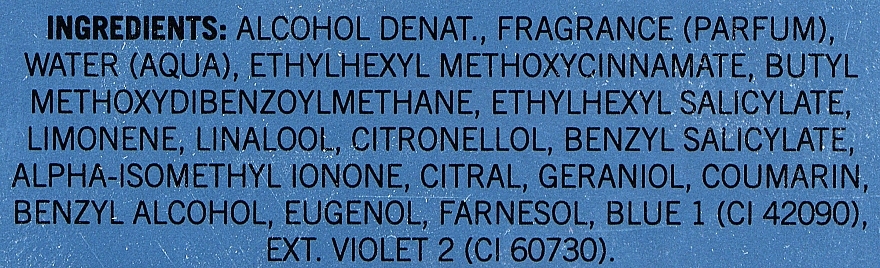 INGREDIENTS: ALCOHOL DENAT., FRAGRANCE (PARFUM),
WATER (AQUA), ETHYLHEXYL METHOXYCINNAMATE, BUTYL
METHOXYDIBENZOYLMETHANE, ETHYLHEXYL SALICYLATE,
LIMONENE, LINALOOL, CITRONELLOL, BENZYL SALICYLATE,
ALPHA-ISOMETHYL IONONE, CITRAL, GERANIOL, COUMARIN,
BENZYL ALCOHOL, EUGENOL, FARNESOL, BLUE 1 (CI 42090),
EXT. VIOLET 2 (CI 60730).